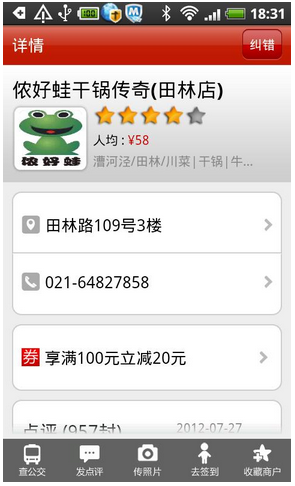 100
18:31
详情
纠错
侬好蛙干锅传奇(田林店)
人均：¥58
漕河泾/田林/川菜|干锅|牛...
侬好蛙
田林路109号3楼
021-64827858
券 享满100元立减20元
点评 (957封) 2012-07-27
查公交 发点评 传照片 去签到 收藏商户